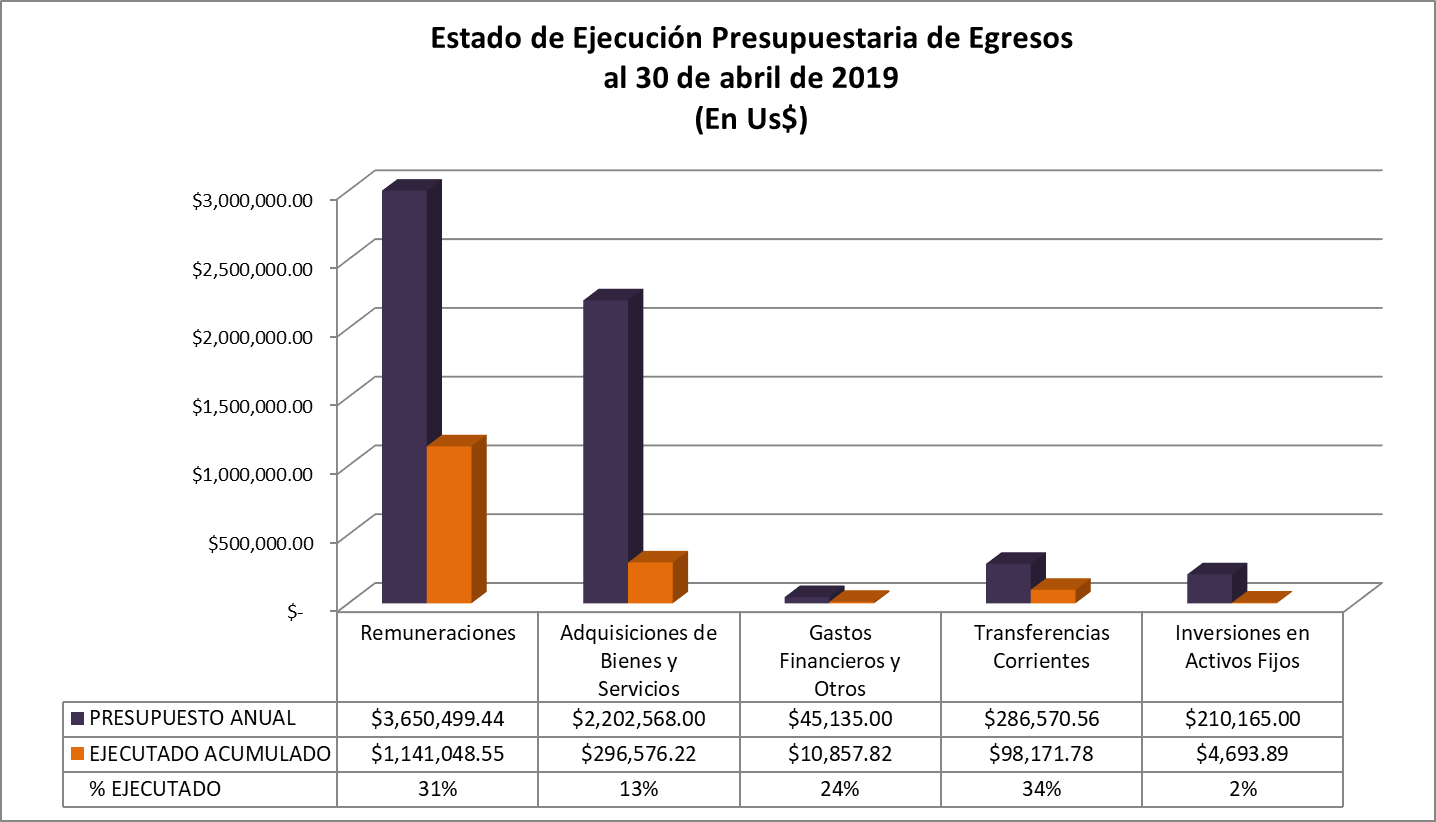 Estado de Ejecución Presupuestaria de Egresos
al 30 de abril de 2019
(En Us$)
$3,000,000.00
$2,500,000.00
$2,000,000.00
$1,500,000.00
$1,000,000.00
$500,000.00
$-
Remuneraciones
Adquisiciones de
Bienes y
Servicios
Gastos
Financieros y
Otros
Transferencias
Corrientes
Inversiones en
Activos Fijos
PRESUPUESTO ANUAL $3,650,499.44 $2,202,568.00 $45,135.00 $286,570.56 $210,165.00
EJECUTADO ACUMULADO $1,141,048.55 $296,576.22 $10,857.82 $98,171.78 $4,693.89
% EJECUTADO 31% 13% 24% 34% 2%